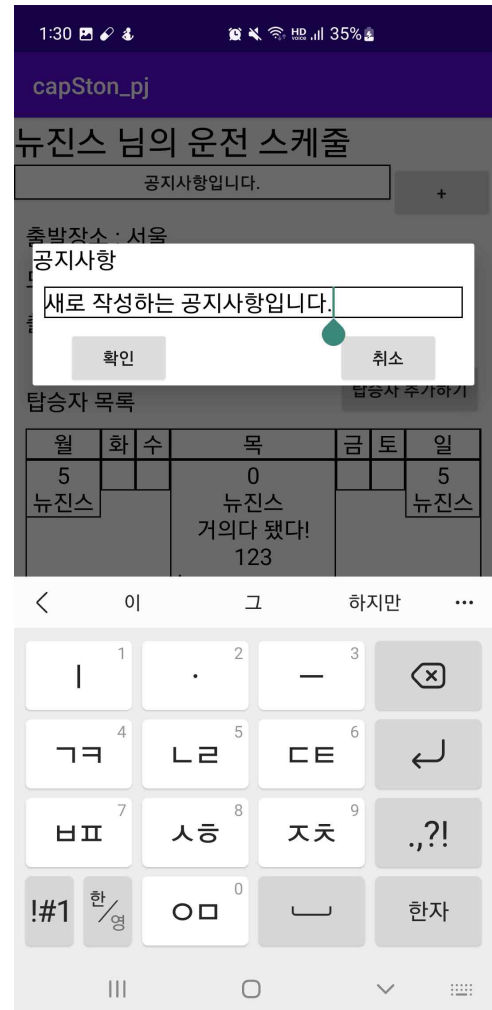 1:30 HD voice 35%
capSton_pj
뉴진스 님의 운전 스케줄
공지사항입니다.
+
출발장소 : 서울
공지사항
새로 작성하는 공지사항입니다.
확인 취소
탑승자 추가하기
탑승자 목록
월 화 수 목 금 토 일
5 0 5
뉴진스 뉴진스 뉴진스
거의다 됐다!
123
이 그 하지만 ...
ㅣ 1 · 2 ㅡ 3
ㄱㅋ 4 ㄴㄹ 5 ㄷㅌ 6
ㅂㅍ 7 ㅅㅎ 8 ㅈㅊ 9 .,?!
!#1 한/영 ㅇㅁ 0 한자